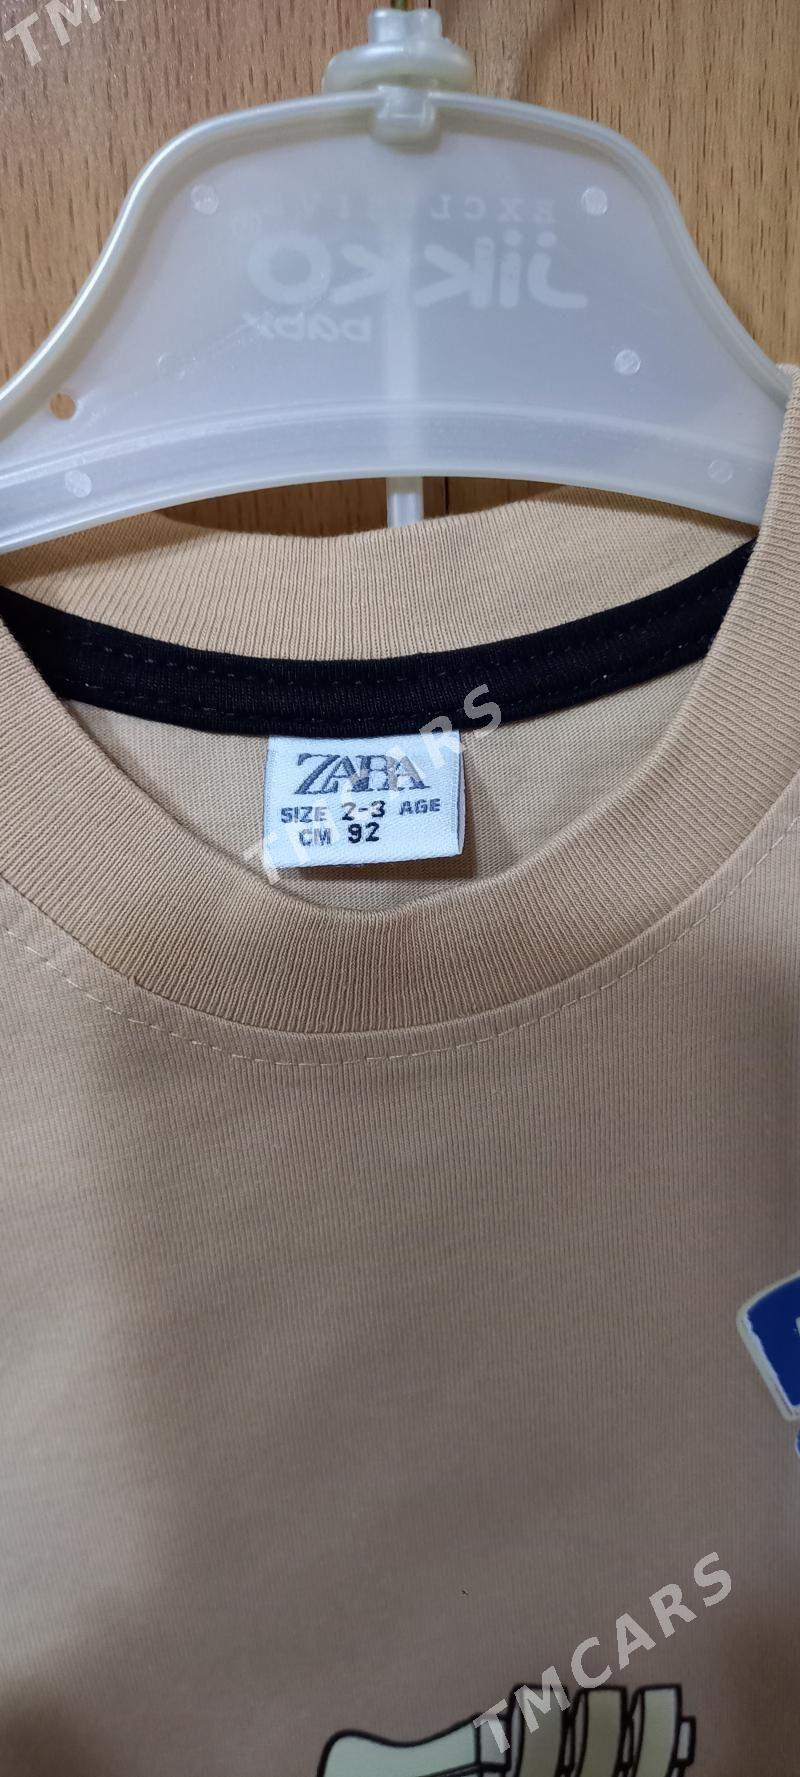 TMCARS
EXCLUSIVE
jikko
baby
ZARA
SIZE 2-3 AGE
CM 92
TMCARS
TMCARS